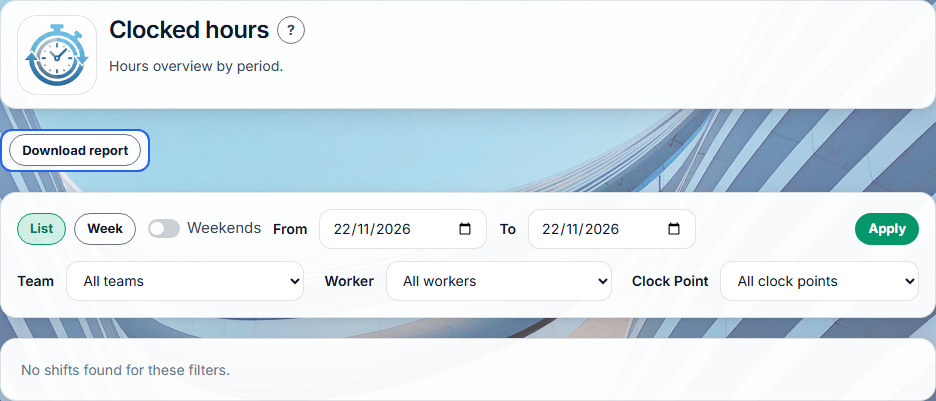 Clocked hours ?
Hours overview by period.
Download report
List Week Weekends From 22/11/2026 To 22/11/2026 Apply
Team All teams Worker All workers Clock Point All clock points
No shifts found for these filters.